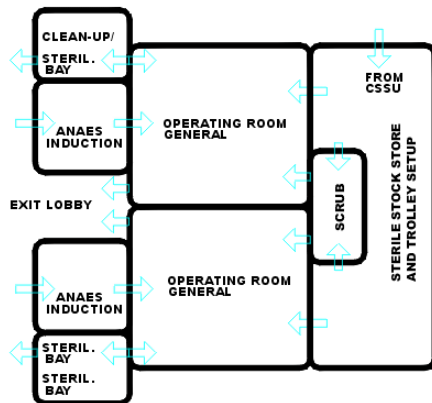 CLEAN-UP/
STERIL.
BAY
FROM
CSSU
OPERATING ROOM
GENERAL
ANAES
INDUCTION
EXIT LOBBY
SCRUB
STERILE STOCK STORE
AND TROLLEY SETUP
OPERATING ROOM
GENERAL
ANAES
INDUCTION
STERIL.
BAY
STERIL.
BAY